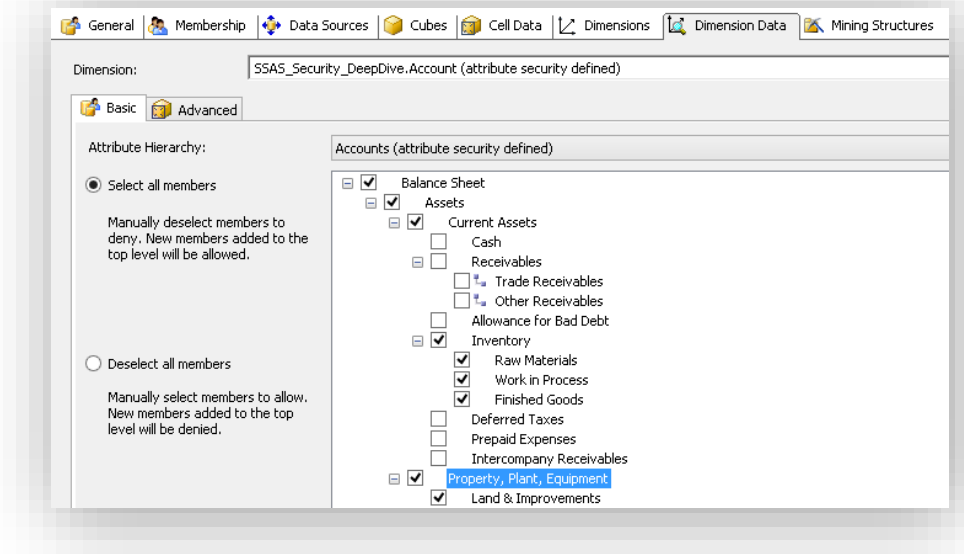 General Membership Data Sources Cubes Cell Data Dimensions Dimension Data Mining Structures
Dimension: SSAS_Security_DeepDive.Account (attribute security defined)
Basic Advanced
Attribute Hierarchy: Accounts (attribute security defined)
Select all members
Manually deselect members to
deny. New members added to the
top level will be allowed.
Deselect all members
Manually select members to allow.
New members added to the top
level will be denied.
Balance Sheet
Assets
Current Assets
Cash
Receivables
Trade Receivables
Other Receivables
Allowance for Bad Debt
Inventory
Raw Materials
Work in Process
Finished Goods
Deferred Taxes
Prepaid Expenses
Intercompany Receivables
Property, Plant, Equipment
Land & Improvements